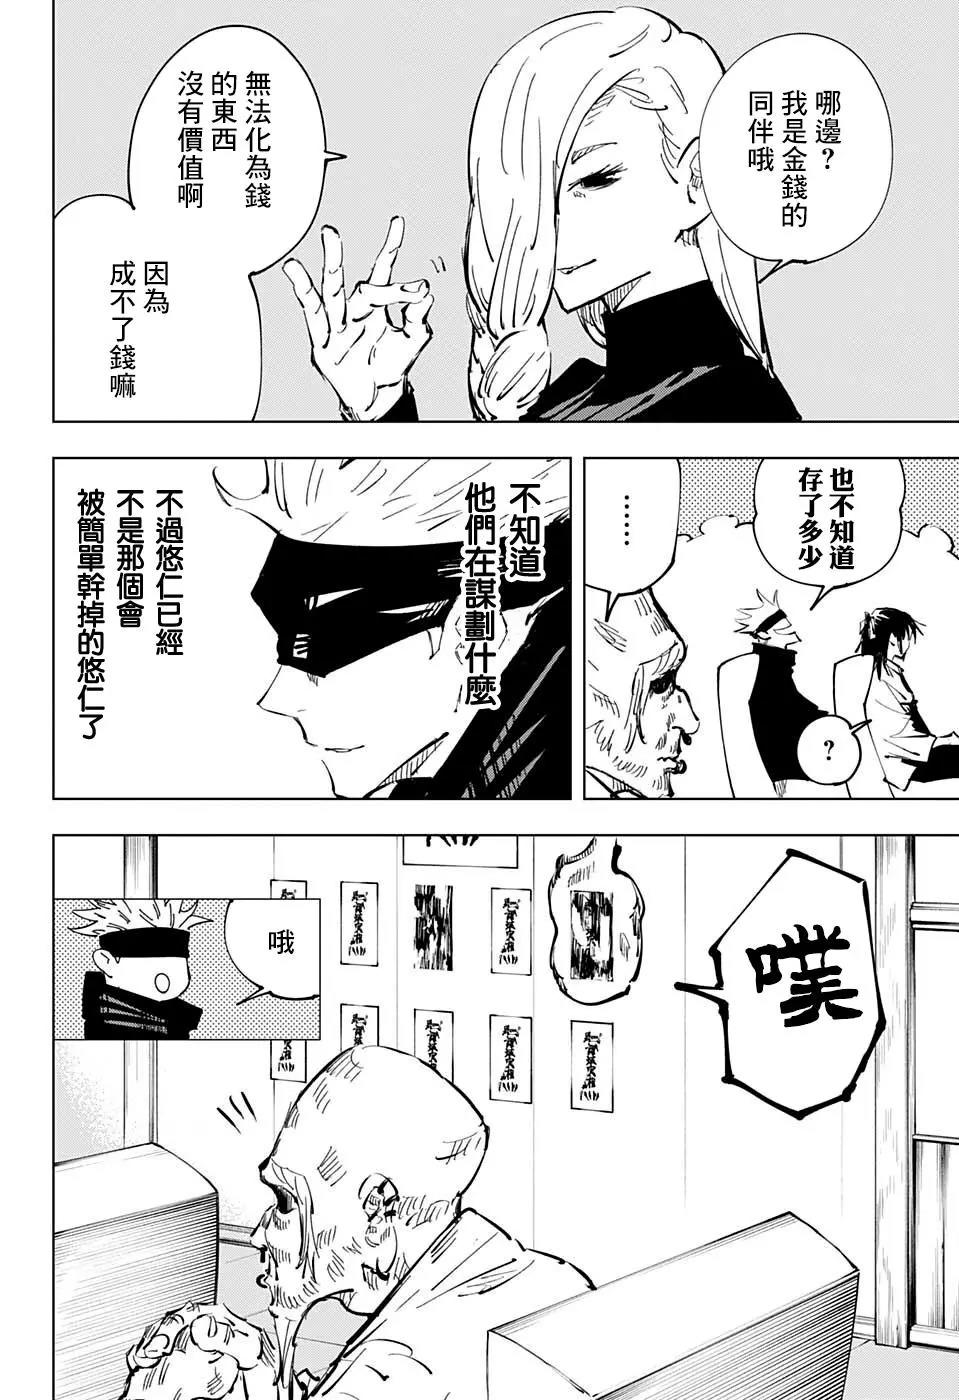 哪邊？
我是金錢的
同伴哦
無法化為錢
的東西
沒有價值啊
因為
成不了錢嘛
也不知道
存了多少
……
？
不知道
他們在謀劃什麼
不過悠仁已經
不是那個會
被簡單幹掉的悠仁了
噗
哦